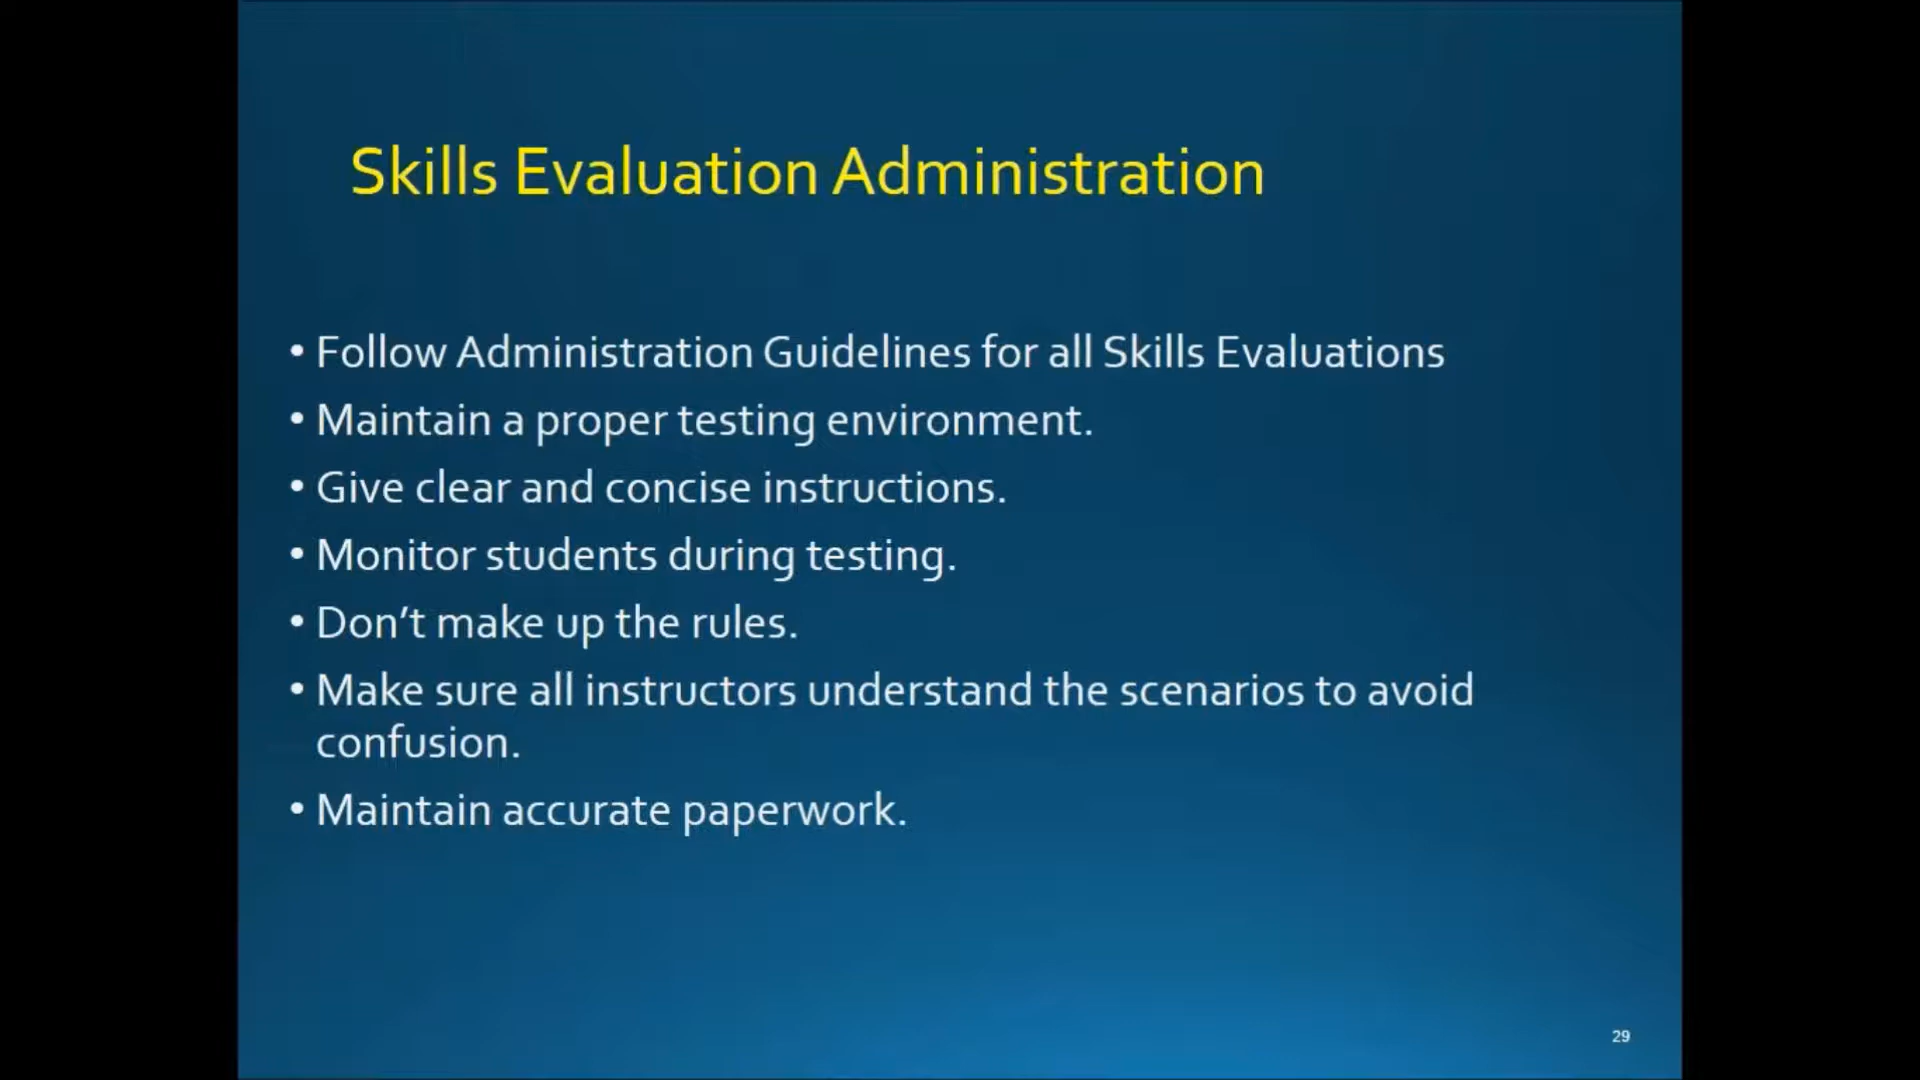 Skills Evaluation Administration
• Follow Administration Guidelines for all Skills Evaluations
• Maintain a proper testing environment.
• Give clear and concise instructions.
• Monitor students during testing.
• Don’t make up the rules.
• Make sure all instructors understand the scenarios to avoid
confusion.
• Maintain accurate paperwork.
29